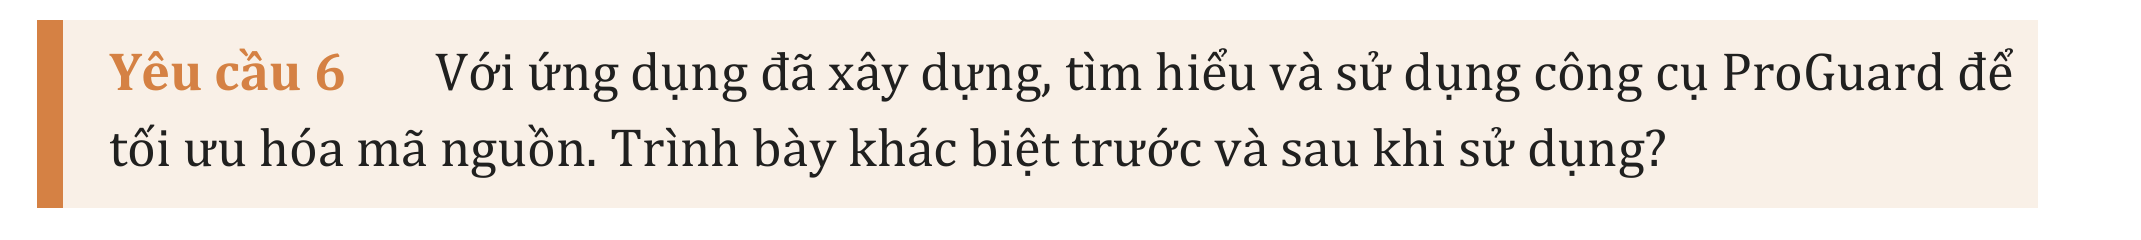 Yêu cầu 6 Với ứng dụng đã xây dựng, tìm hiểu và sử dụng công cụ ProGuard để
tối ưu hóa mã nguồn. Trình bày khác biệt trước và sau khi sử dụng?